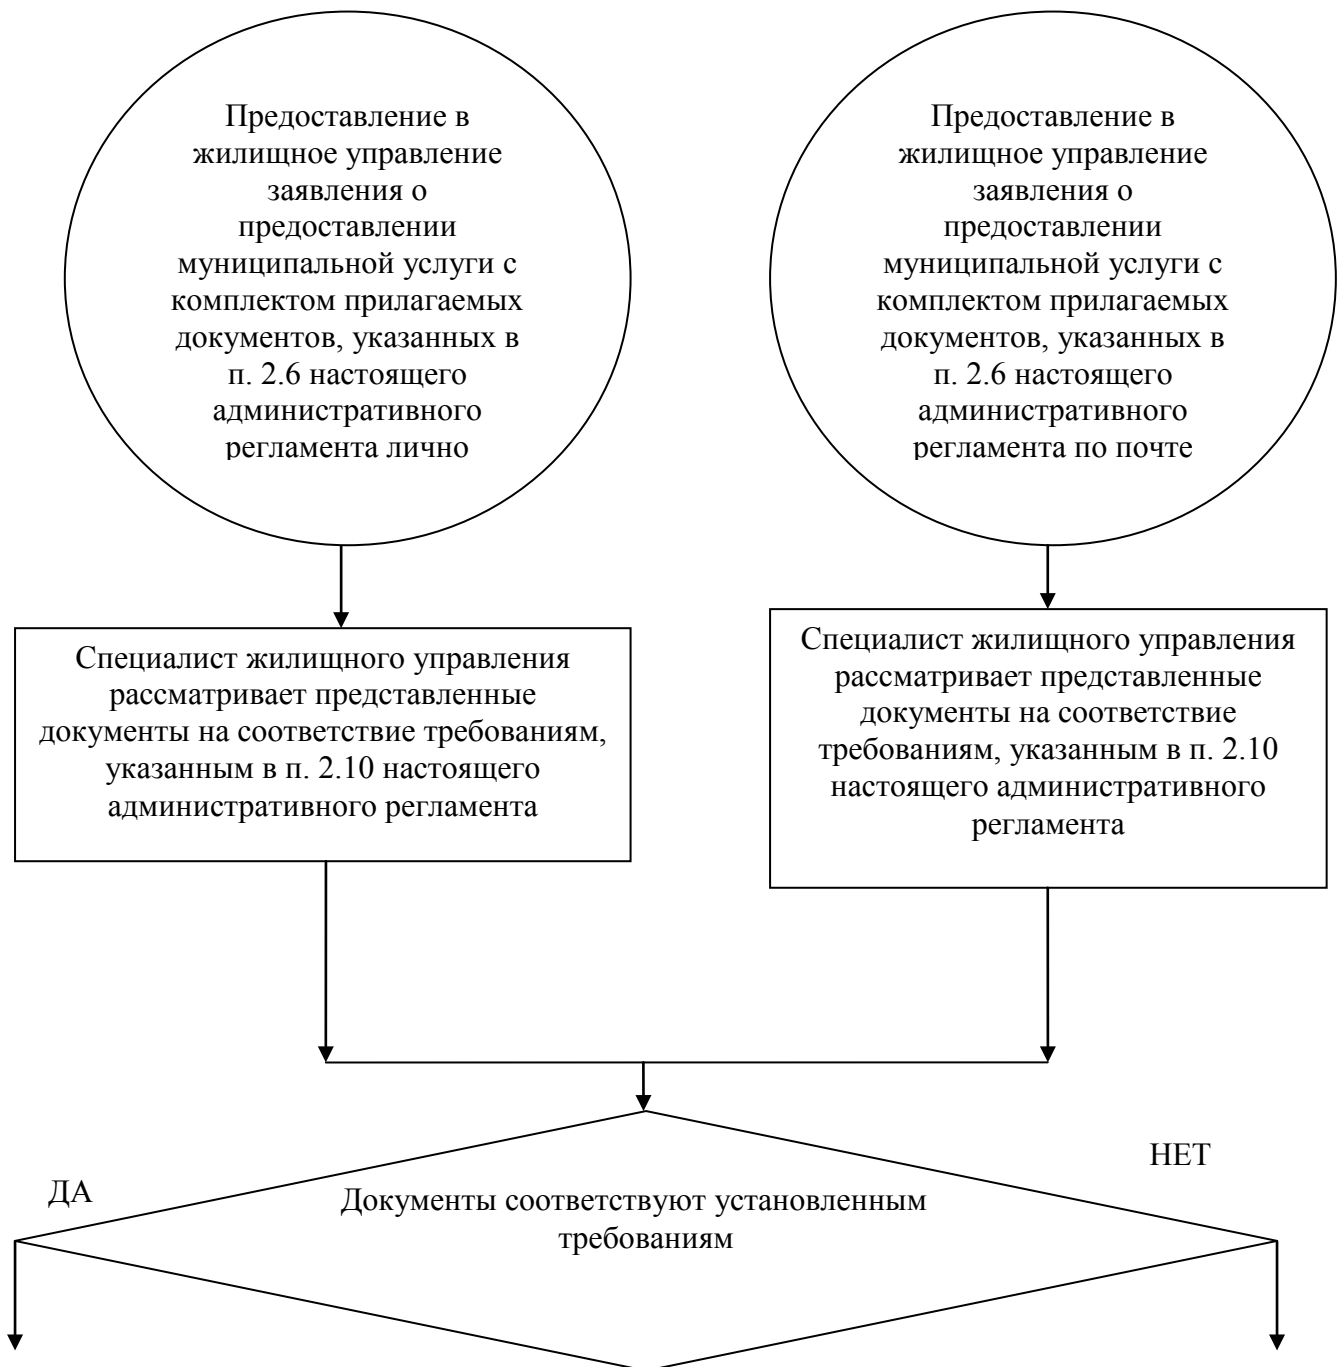 Предоставление в
жилищное управление
заявления о
предоставлении
муниципальной услуги с
комплектом прилагаемых
документов, указанных в
п. 2.6 настоящего
административного
регламента лично
Предоставление в
жилищное управление
заявления о
предоставлении
муниципальной услуги с
комплектом прилагаемых
документов, указанных в
п. 2.6 настоящего
административного
регламента по почте
Специалист жилищного управления
рассматривает представленные
документы на соответствие требованиям,
указанным в п. 2.10 настоящего
административного регламента
Специалист жилищного управления
рассматривает представленные
документы на соответствие
требованиям, указанным в п. 2.10
настоящего административного
регламента
ДА
НЕТ
Документы соответствуют установленным
требованиям